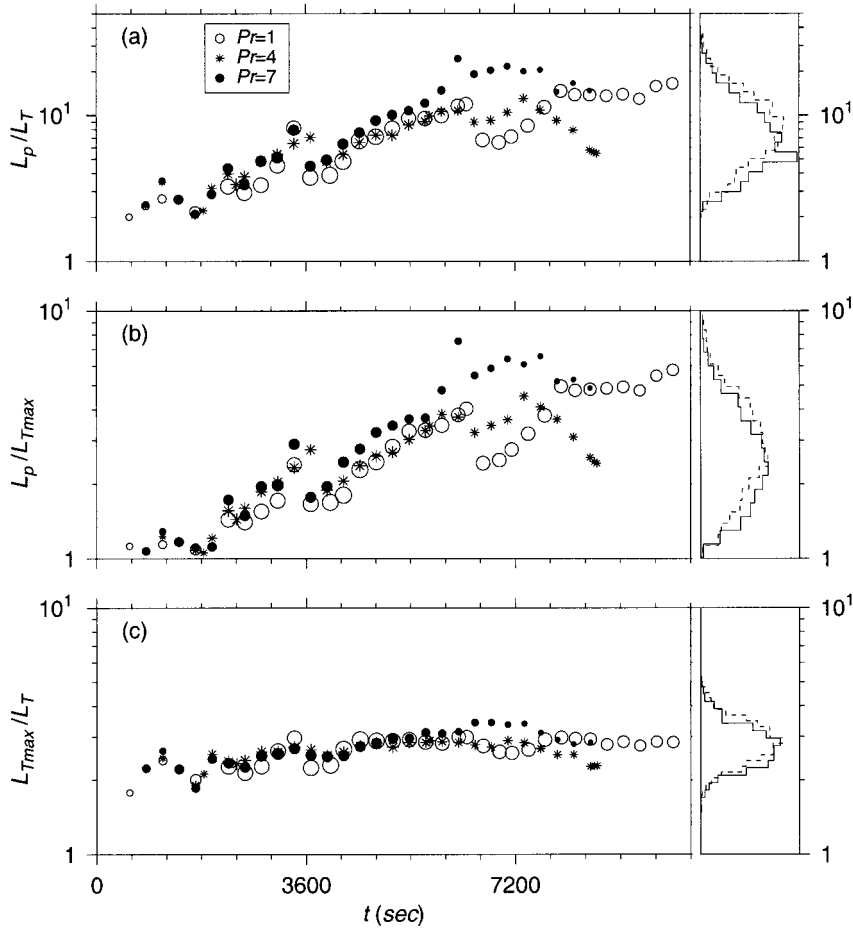 (a)
Pr=1
Pr=4
Pr=7
L_p/L_T
10^1
1
10^1
1
(b)
L_p/L_Tmax
10^1
1
10^1
1
(c)
L_Tmax/L_T
10^1
1
10^1
1
0
3600
7200
t (sec)